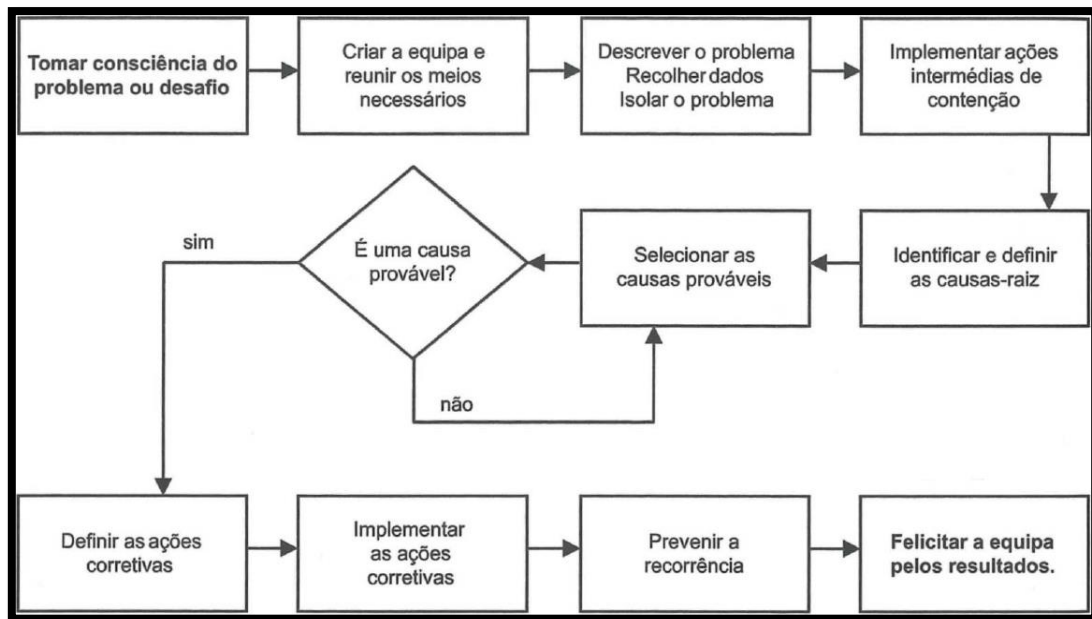 Tomar consciência do
problema ou desafio
Criar a equipa e
reunir os meios
necessários
Descrever o problema
Recolher dados
Isolar o problema
Implementar ações
intermédias de
contenção
Identificar e definir
as causas-raiz
Selecionar as
causas prováveis
É uma causa
provável?
sim
não
Definir as ações
corretivas
Implementar
as ações
corretivas
Prevenir a
recorrência
Felicitar a equipa
pelos resultados.